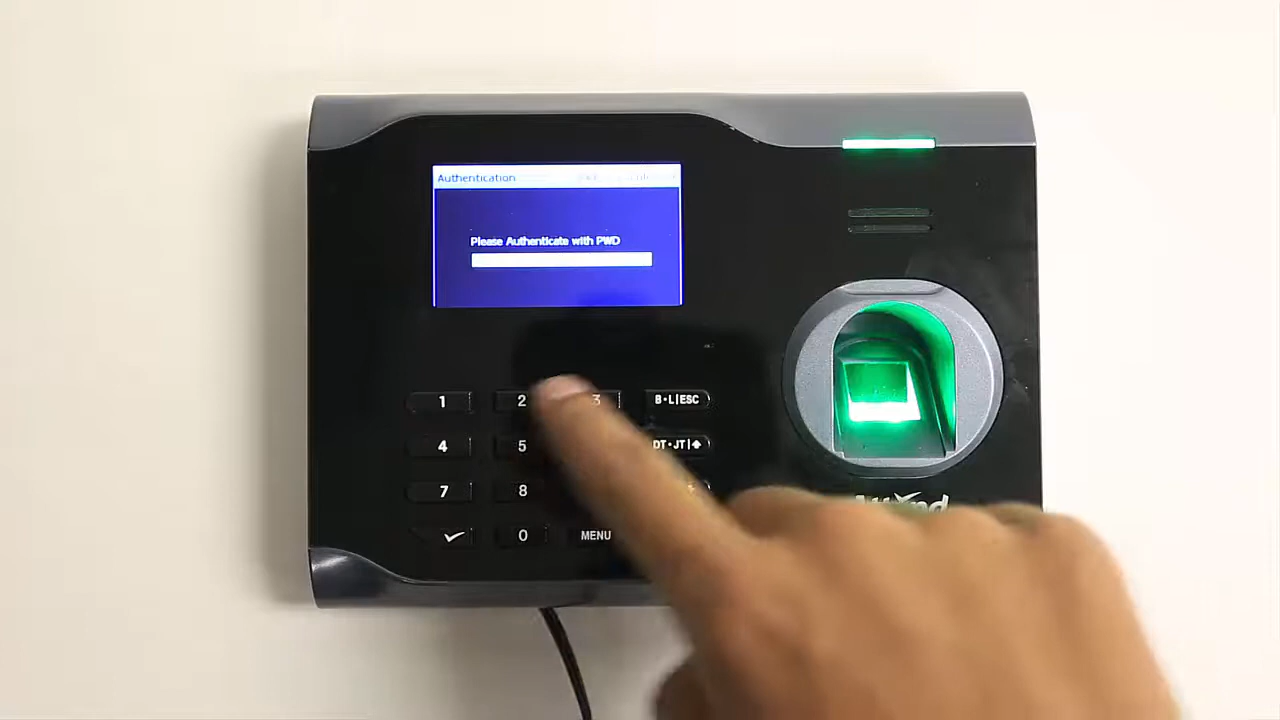 Authentication
Please Authenticate with PWD
1 2 3 B·L|ESC
4 5 DT·JT|
7 8
0 MENU